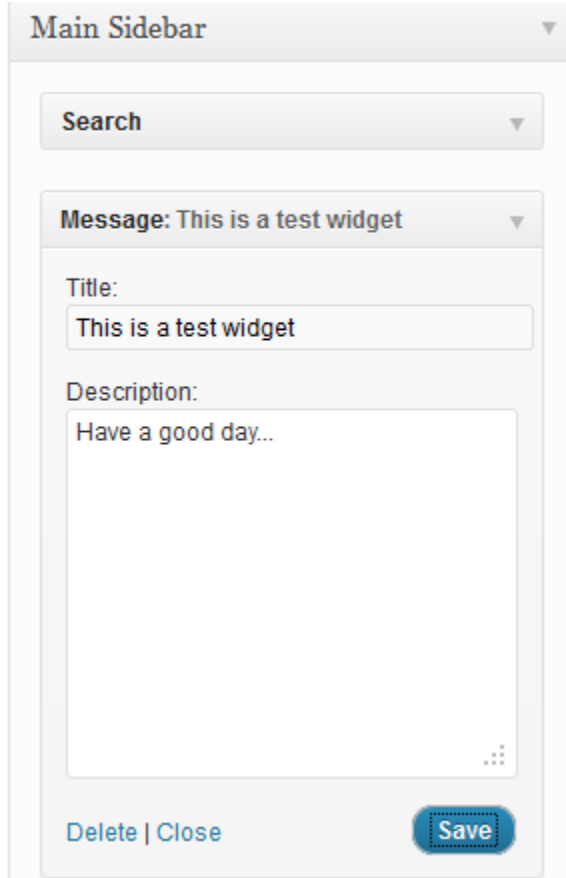 Main Sidebar
Search
Message: This is a test widget
Title:
This is a test widget
Description:
Have a good day...
Delete | Close
Save